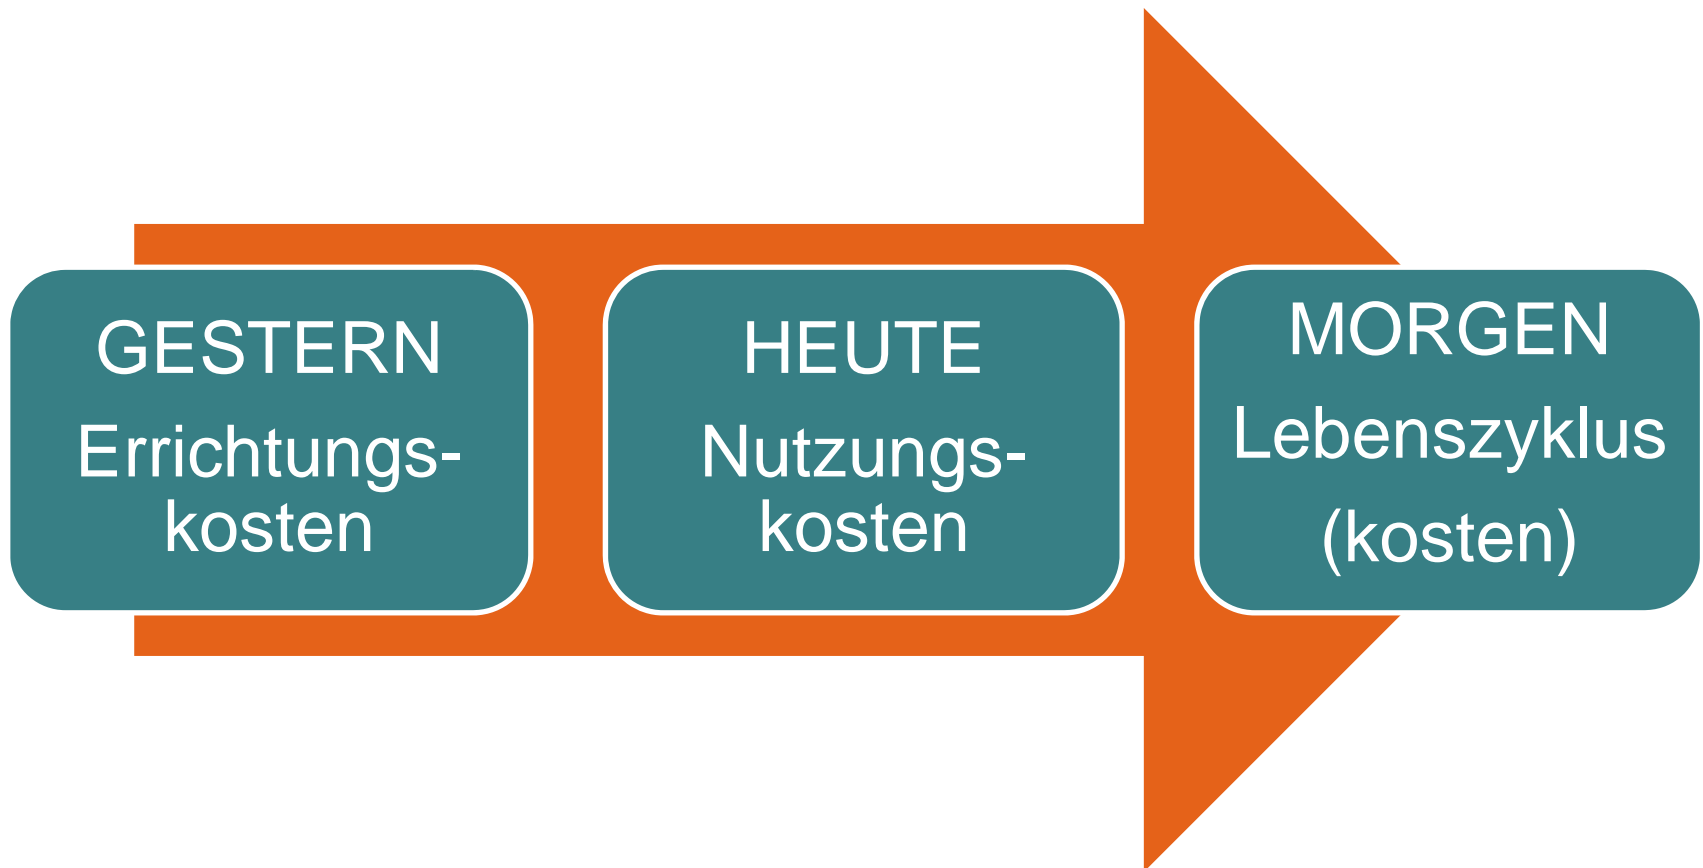 GESTERN
Errichtungs-
kosten
HEUTE
Nutzungs-
kosten
MORGEN
Lebenszyklus
(kosten)